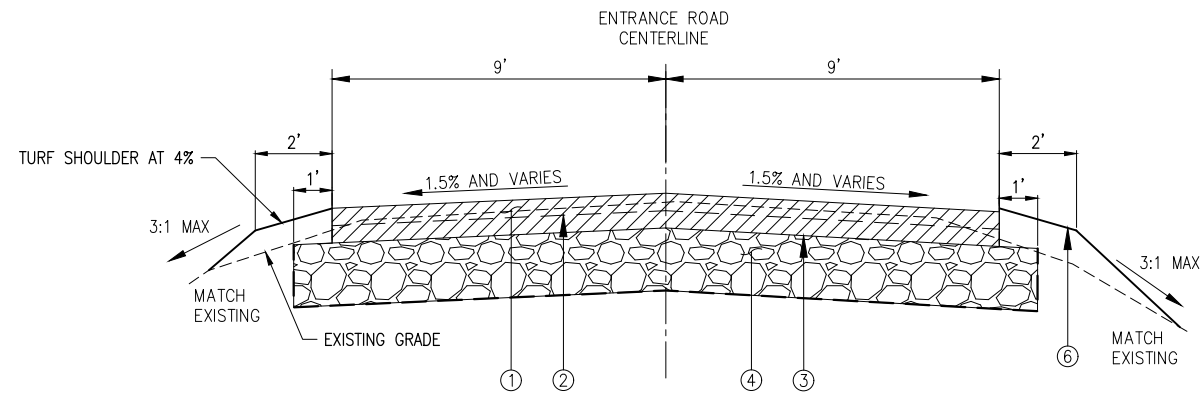 ENTRANCE ROAD
CENTERLINE
9'
9'
2'
2'
TURF SHOULDER AT 4%
1'
1'
1.5% AND VARIES
1.5% AND VARIES
3:1 MAX
3:1 MAX
MATCH
EXISTING
EXISTING GRADE
MATCH
EXISTING
1
2
4
3
6